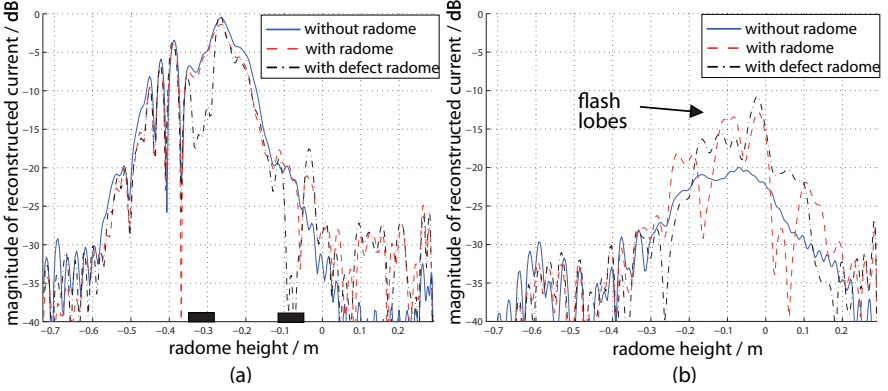 magnitude of reconstructed current / dB
0
−5
−10
−15
−20
−25
−30
−35
−40
−0.7 −0.6 −0.5 −0.4 −0.3 −0.2 −0.1 0 0.1 0.2
radome height / m
without radome
with radome
with defect radome
(a)
magnitude of reconstructed current / dB
0
−5
−10
−15
−20
−25
−30
−35
−40
−0.7 −0.6 −0.5 −0.4 −0.3 −0.2 −0.1 0 0.1 0.2
radome height / m
without radome
with radome
with defect radome
flash
lobes
(b)